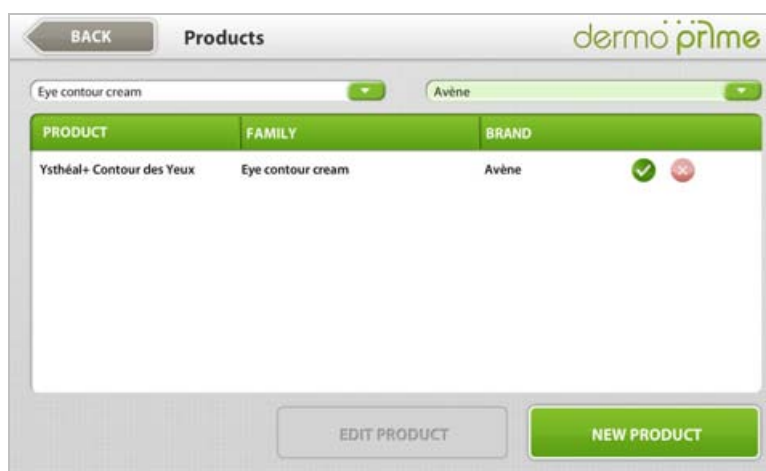 BACK Products dermo prime
Eye contour cream Avène
PRODUCT FAMILY BRAND
Ysthéal+ Contour des Yeux Eye contour cream Avène
EDIT PRODUCT NEW PRODUCT